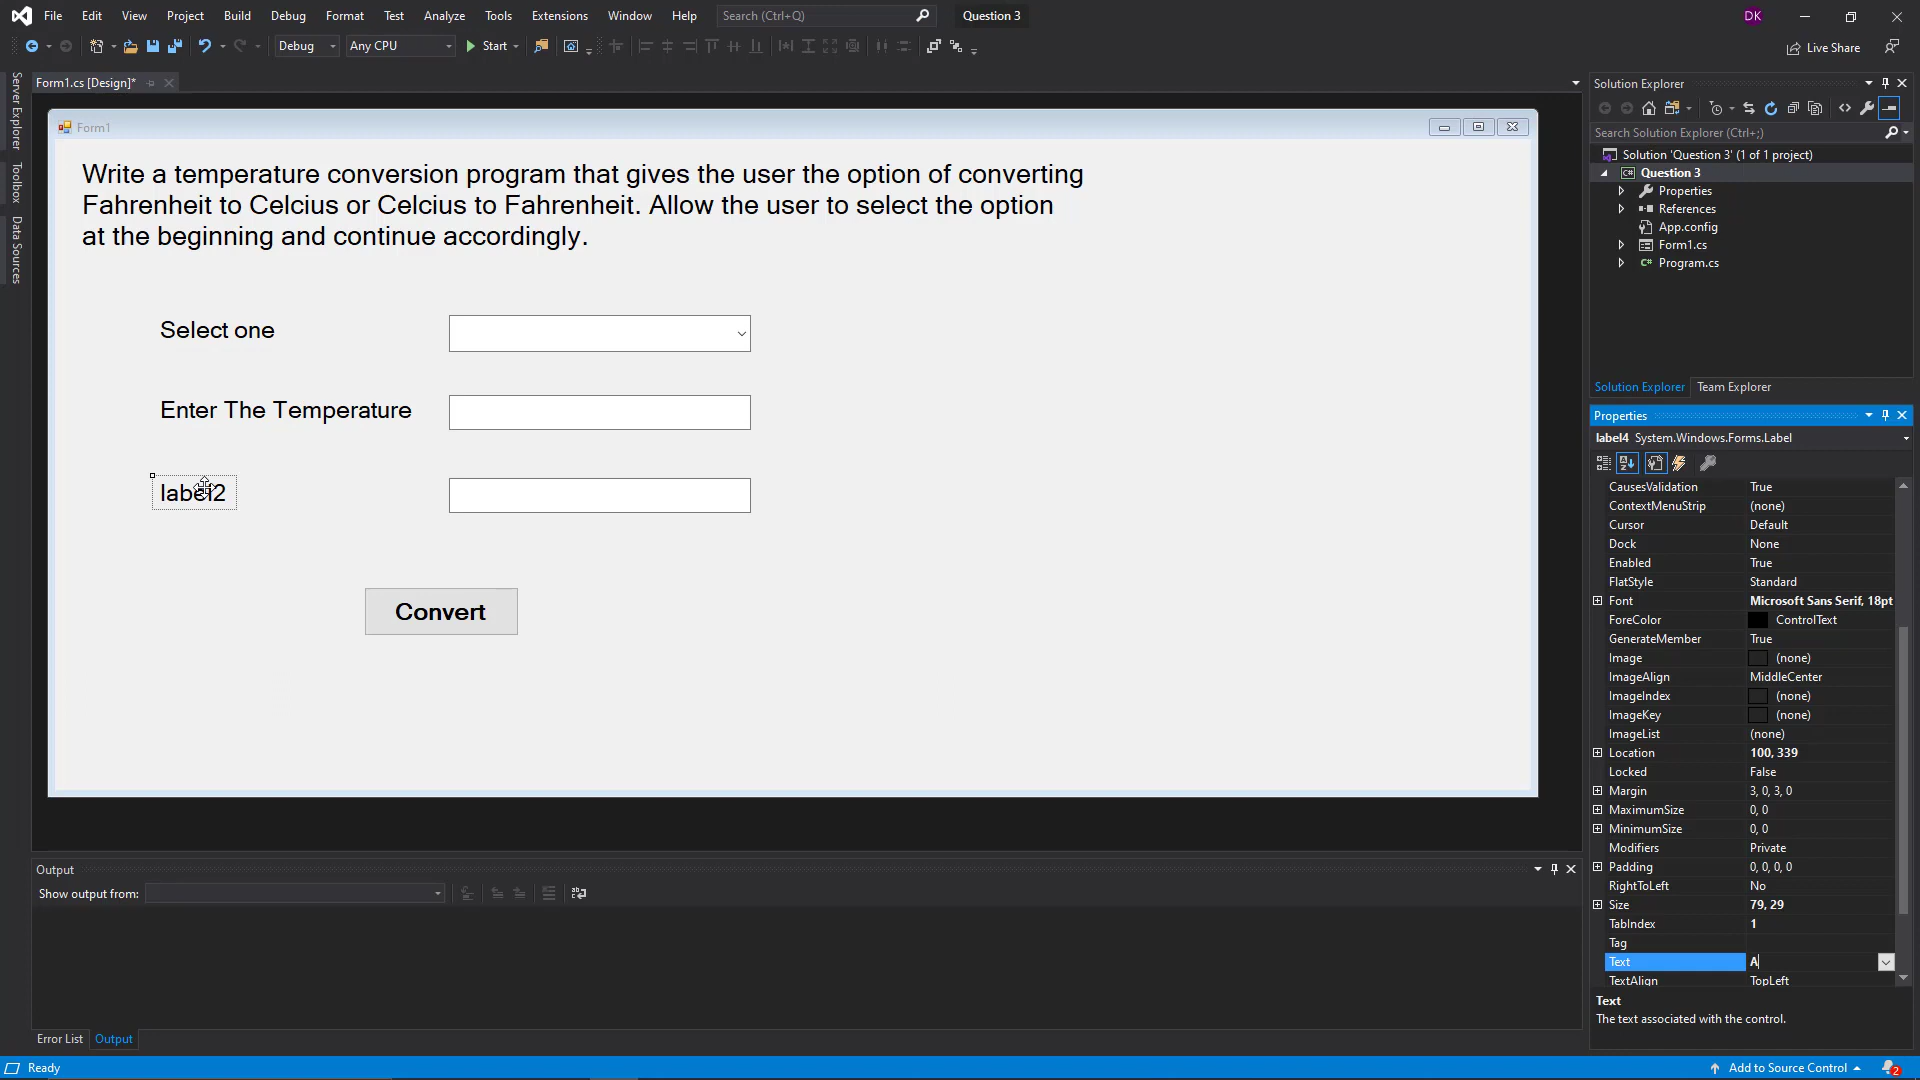 File Edit View Project Build Debug Format Test Analyze Tools Extensions Window Help Search (Ctrl+Q) Question 3 DK
Debug Any CPU Start Live Share
Server Explorer
Toolbox
Data Sources
Form1.cs [Design]*
Form1
Write a temperature conversion program that gives the user the option of converting
Fahrenheit to Celcius or Celcius to Fahrenheit. Allow the user to select the option
at the beginning and continue accordingly.
Select one
Enter The Temperature
label2
Convert
Output
Show output from:
Error List Output
Solution Explorer
Search Solution Explorer (Ctrl+;)
Solution 'Question 3' (1 of 1 project)
Question 3
Properties
References
App.config
Form1.cs
Program.cs
Solution Explorer Team Explorer
Properties
label4 System.Windows.Forms.Label
CausesValidation True
ContextMenuStrip (none)
Cursor Default
Dock None
Enabled True
FlatStyle Standard
Font Microsoft Sans Serif, 18pt
ForeColor ControlText
GenerateMember True
Image (none)
ImageAlign MiddleCenter
ImageIndex (none)
ImageKey (none)
ImageList (none)
Location 100, 339
Locked False
Margin 3, 0, 3, 0
MaximumSize 0, 0
MinimumSize 0, 0
Modifiers Private
Padding 0, 0, 0, 0
RightToLeft No
Size 79, 29
TabIndex 1
Tag
Text A
TextAlign TopLeft
Text
The text associated with the control.
Ready Add to Source Control 2